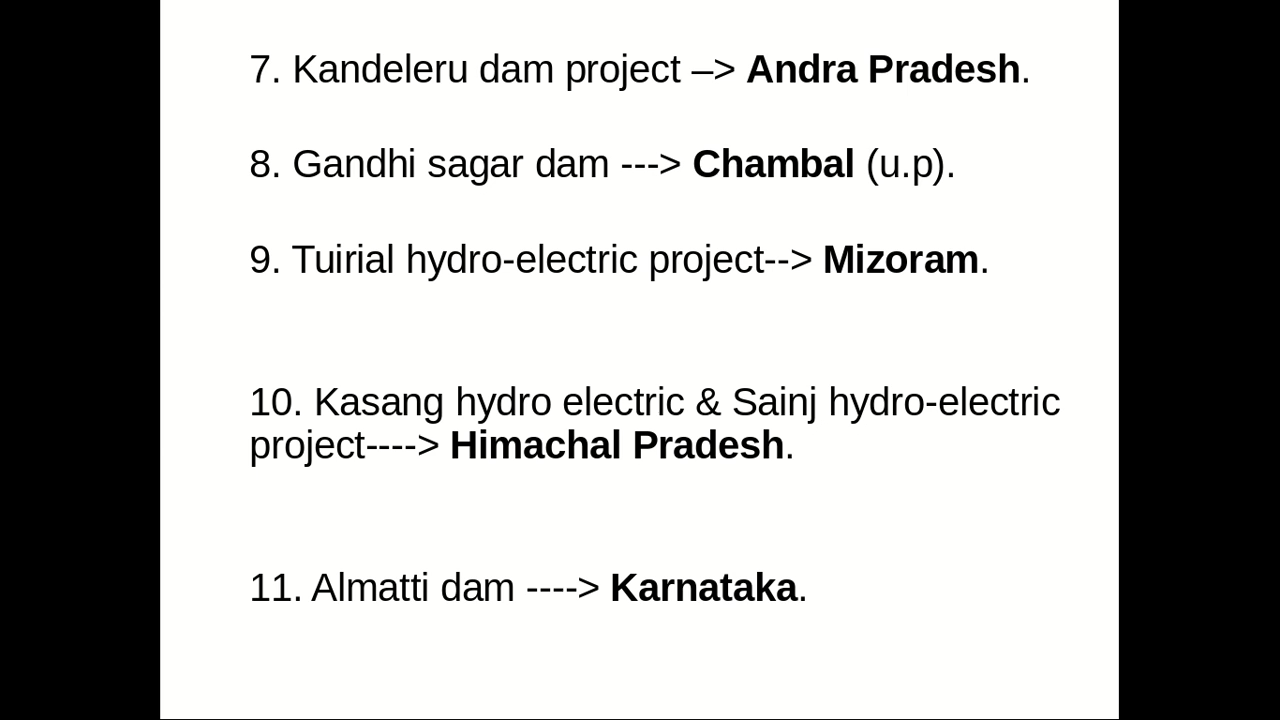 7. Kandeleru dam project –> Andra Pradesh.
8. Gandhi sagar dam ---> Chambal (u.p).
9. Tuirial hydro-electric project--> Mizoram.
10. Kasang hydro electric & Sainj hydro-electric
project----> Himachal Pradesh.
11. Almatti dam ----> Karnataka.